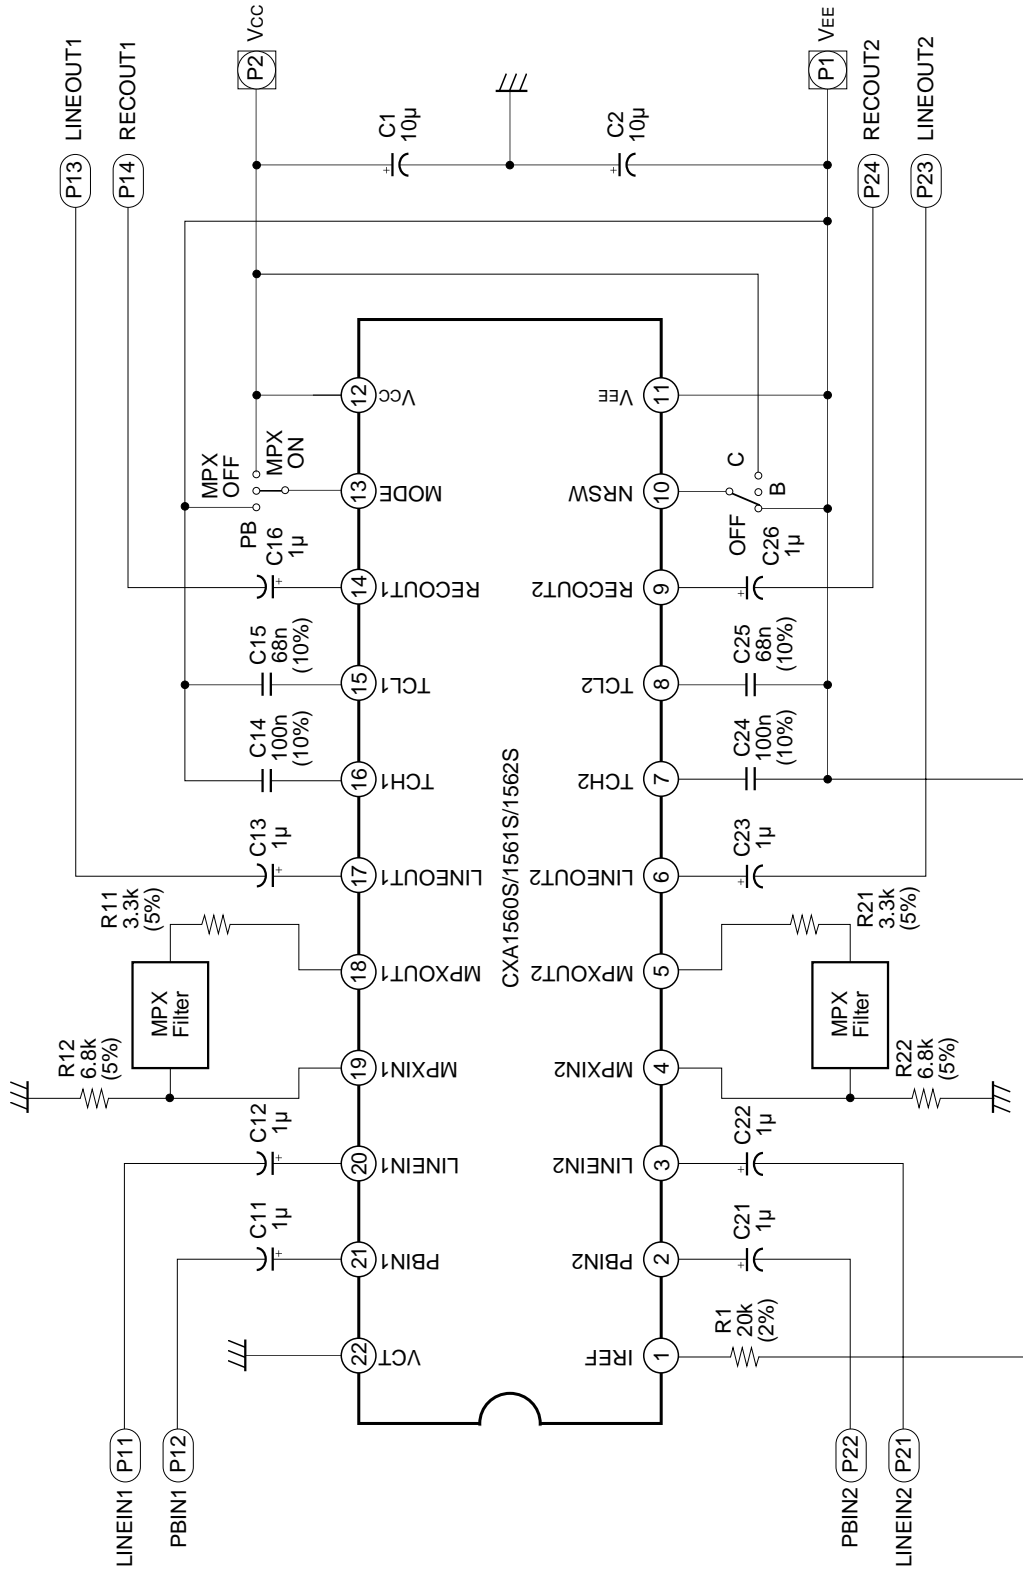 LINEOUT1
P13
RECOUT1
P14
VCC
P2
C1
10µ
C2
10µ
VEE
P1
RECOUT2
P24
LINEOUT2
P23
MPX
OFF
MPX
ON
PB
12
VCC
13
MODE
C16
1µ
14
RECOUT1
C15
68n
(10%)
15
TCL1
C14
100n
(10%)
16
TCH1
C13
1µ
17
LINEOUT1
R11
3.3k
(5%)
18
MPXOUT1
MPX
Filter
R12
6.8k
(5%)
19
MPXIN1
C12
1µ
20
LINEIN1
C11
1µ
21
PBIN1
22
VCT
LINEIN1
P11
PBIN1
P12
CXA1560S/1561S/1562S
VEE
11
NRSW
10
C
B
OFF
RECOUT2
9
C26
1µ
TCL2
8
C25
68n
(10%)
TCH2
7
C24
100n
(10%)
LINEOUT2
6
C23
1µ
MPXOUT2
5
R21
3.3k
(5%)
MPX
Filter
MPXIN2
4
R22
6.8k
(5%)
LINEIN2
3
C22
1µ
PBIN2
2
C21
1µ
IREF
1
R1
20k
(2%)
PBIN2
P22
LINEIN2
P21